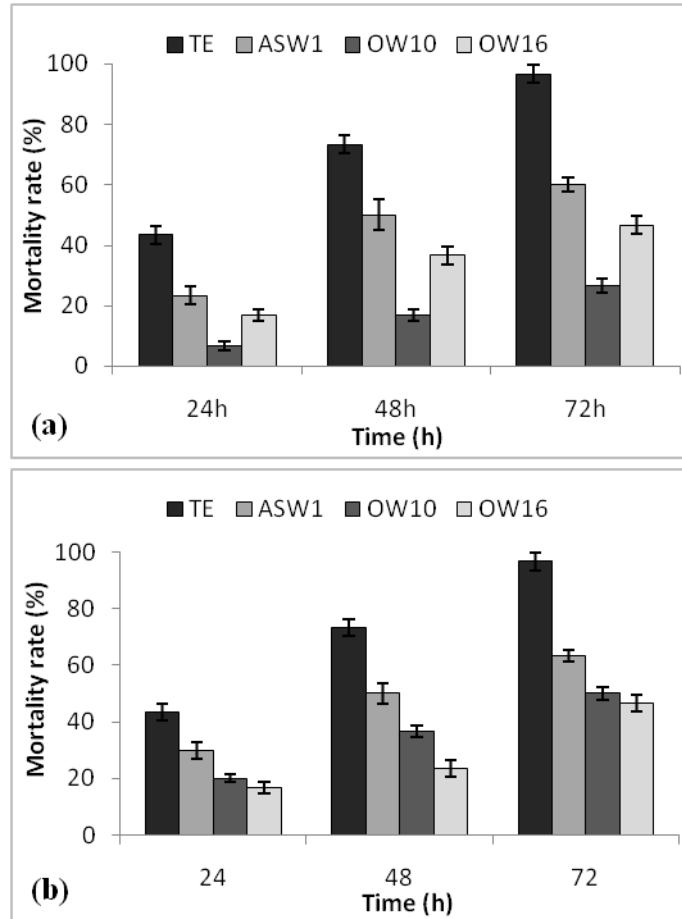 TE ASW1 OW10 OW16
Mortality rate (%)
100
80
60
40
20
0
24h 48h 72h
(a) Time (h)
TE ASW1 OW10 OW16
Mortality rate (%)
100
80
60
40
20
0
24 48 72
(b) Time (h)